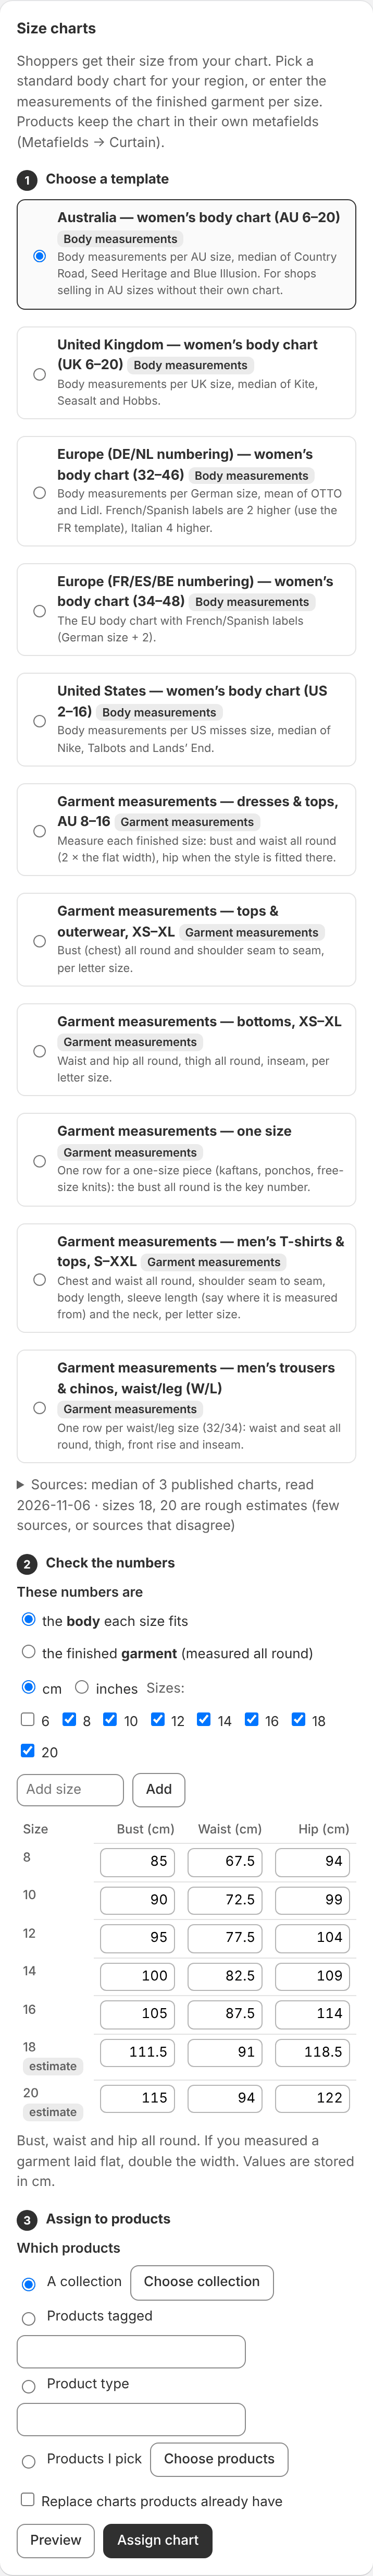 Size charts
Shoppers get their size from your chart. Pick a
standard body chart for your region, or enter the
measurements of the finished garment per size.
Products keep the chart in their own metafields
(Metafields → Curtain).
1 Choose a template
Australia — women’s body chart (AU 6–20)
Body measurements
Body measurements per AU size, median of Country
Road, Seed Heritage and Blue Illusion. For shops
selling in AU sizes without their own chart.
United Kingdom — women’s body chart
(UK 6–20) Body measurements
Body measurements per UK size, median of Kite,
Seasalt and Hobbs.
Europe (DE/NL numbering) — women’s
body chart (32–46) Body measurements
Body measurements per German size, mean of OTTO
and Lidl. French/Spanish labels are 2 higher (use the
FR template), Italian 4 higher.
Europe (FR/ES/BE numbering) — women’s
body chart (34–48) Body measurements
The EU body chart with French/Spanish labels
(German size + 2).
United States — women’s body chart (US
2–16) Body measurements
Body measurements per US misses size, median of
Nike, Talbots and Lands’ End.
Garment measurements — dresses & tops,
AU 8–16 Garment measurements
Measure each finished size: bust and waist all round
(2 × the flat width), hip when the style is fitted there.
Garment measurements — tops &
outerwear, XS–XL Garment measurements
Bust (chest) all round and shoulder seam to seam,
per letter size.
Garment measurements — bottoms, XS–XL
Garment measurements
Waist and hip all round, thigh all round, inseam, per
letter size.
Garment measurements — one size
Garment measurements
One row for a one-size piece (kaftans, ponchos, free-
size knits): the bust all round is the key number.
Garment measurements — men’s T-shirts &
tops, S–XXL Garment measurements
Chest and waist all round, shoulder seam to seam,
body length, sleeve length (say where it is measured
from) and the neck, per letter size.
Garment measurements — men’s trousers
& chinos, waist/leg (W/L)
Garment measurements
One row per waist/leg size (32/34): waist and seat all
round, thigh, front rise and inseam.
Sources: median of 3 published charts, read
2026-11-06 · sizes 18, 20 are rough estimates (few
sources, or sources that disagree)
2 Check the numbers
These numbers are
the body each size fits
the finished garment (measured all round)
cm inches Sizes:
6 8 10 12 14 16 18
20
Add size Add
Size Bust (cm) Waist (cm) Hip (cm)
8 85 67.5 94
10 90 72.5 99
12 95 77.5 104
14 100 82.5 109
16 105 87.5 114
18 111.5 91 118.5
estimate
20 115 94 122
estimate
Bust, waist and hip all round. If you measured a
garment laid flat, double the width. Values are stored
in cm.
3 Assign to products
Which products
A collection Choose collection
Products tagged
Product type
Products I pick Choose products
Replace charts products already have
Preview Assign chart